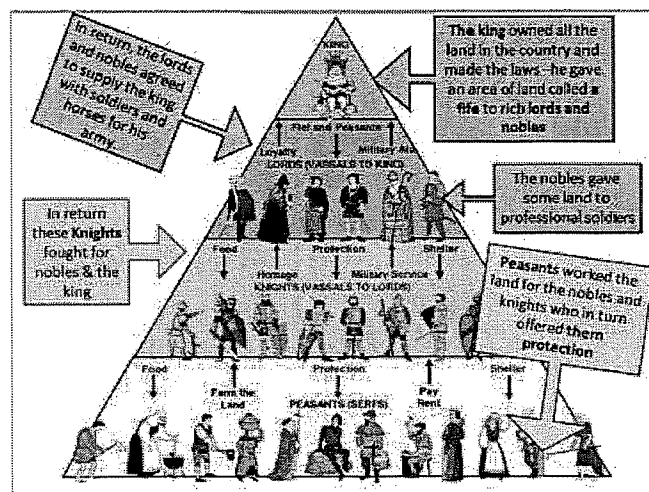 In return, the lords
and nobles agreed
to supply the king
with soldiers and
horses for his
army
The king owned all the
land in the country and
made the laws - he gave
an area of land called a
fife to rich lords and
nobles
KING
Fief and Peasants
Loyalty
Military Aid
LORDS (VASSALS TO KING)
The nobles gave
some land to
professional soldiers
In return
these Knights
fought for
nobles & the
king
Food
Protection
Shelter
Homage
Military Service
KNIGHTS (VASSALS TO LORDS)
Peasants worked the
land for the nobles and
knights who in turn
offered them
protection
Food
Protection
Shelter
Farm the
Land
Pay
Rent
PEASANTS (SERFS)